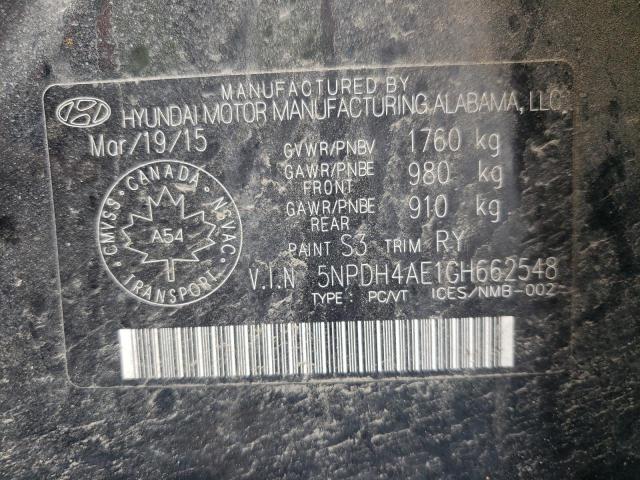 MANUFACTURED BY
HYUNDAI MOTOR MANUFACTURING ALABAMA, LLC.
Mar/19/15
GVWR/PNBV 1760 kg
GAWR/PNBE FRONT 980 kg
GAWR/PNBE REAR 910 kg
PAINT S3 TRIM RY
CANADA
CMVSS NSVAC
A54
TRANSPORT
V.I.N 5NPDH4AE1GH662548
TYPE: PC/VT ICES/NMB-002